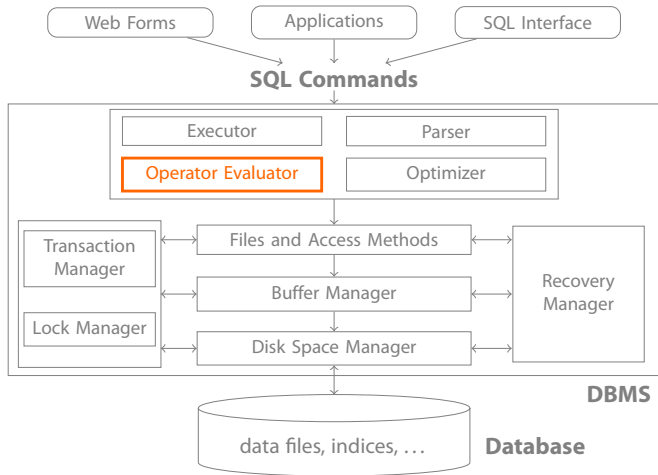 Web Forms
Applications
SQL Interface
SQL Commands
Executor
Parser
Operator Evaluator
Optimizer
Transaction
Manager
Lock Manager
Files and Access Methods
Buffer Manager
Disk Space Manager
Recovery
Manager
DBMS
data files, indices, ...
Database